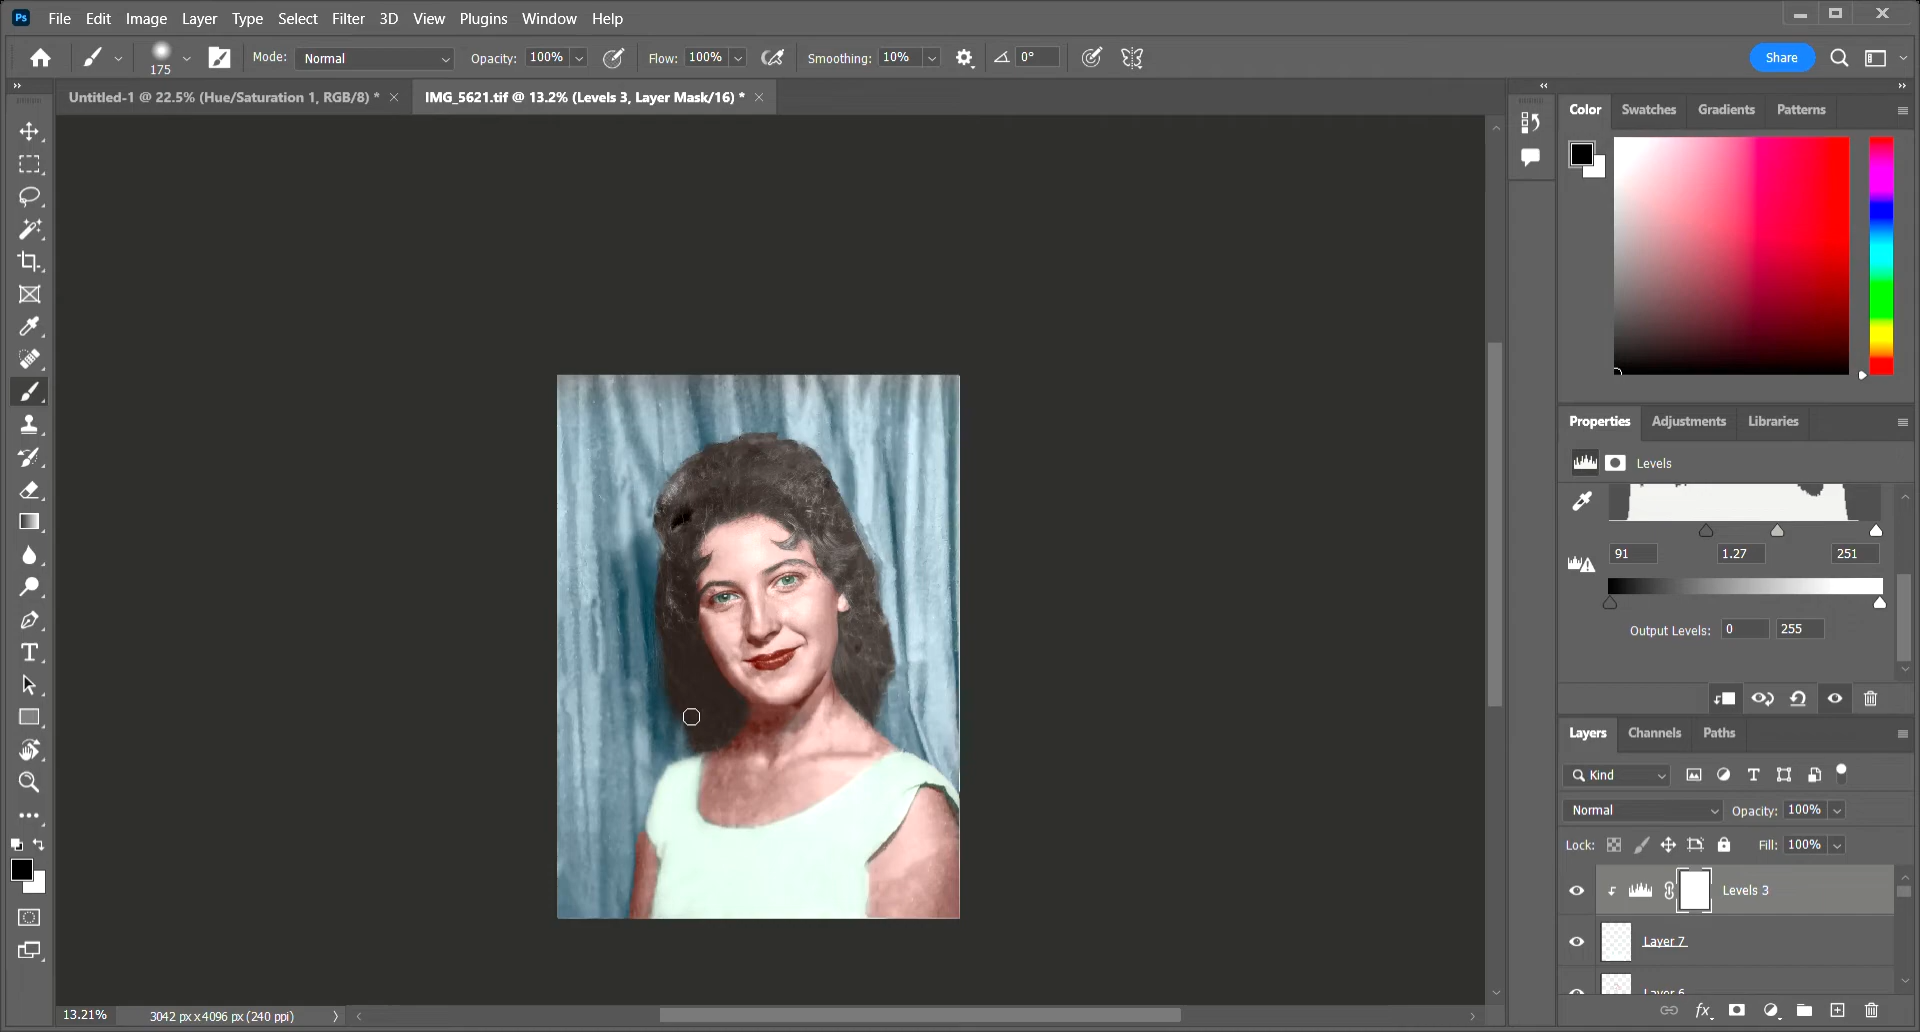 Ps File Edit Image Layer Type Select Filter 3D View Plugins Window Help
175 Mode: Normal Opacity: 100% Flow: 100% Smoothing: 10% 0° Share
Untitled-1 @ 22.5% (Hue/Saturation 1, RGB/8) * IMG_5621.tif @ 13.2% (Levels 3, Layer Mask/16) *
Color Swatches Gradients Patterns
Properties Adjustments Libraries
Levels
91 1.27 251
Output Levels: 0 255
Layers Channels Paths
Kind
Normal Opacity: 100%
Lock: Fill: 100%
Levels 3
Layer 7
Layer 6
13.21% 3042 px x 4096 px (240 ppi)
fx